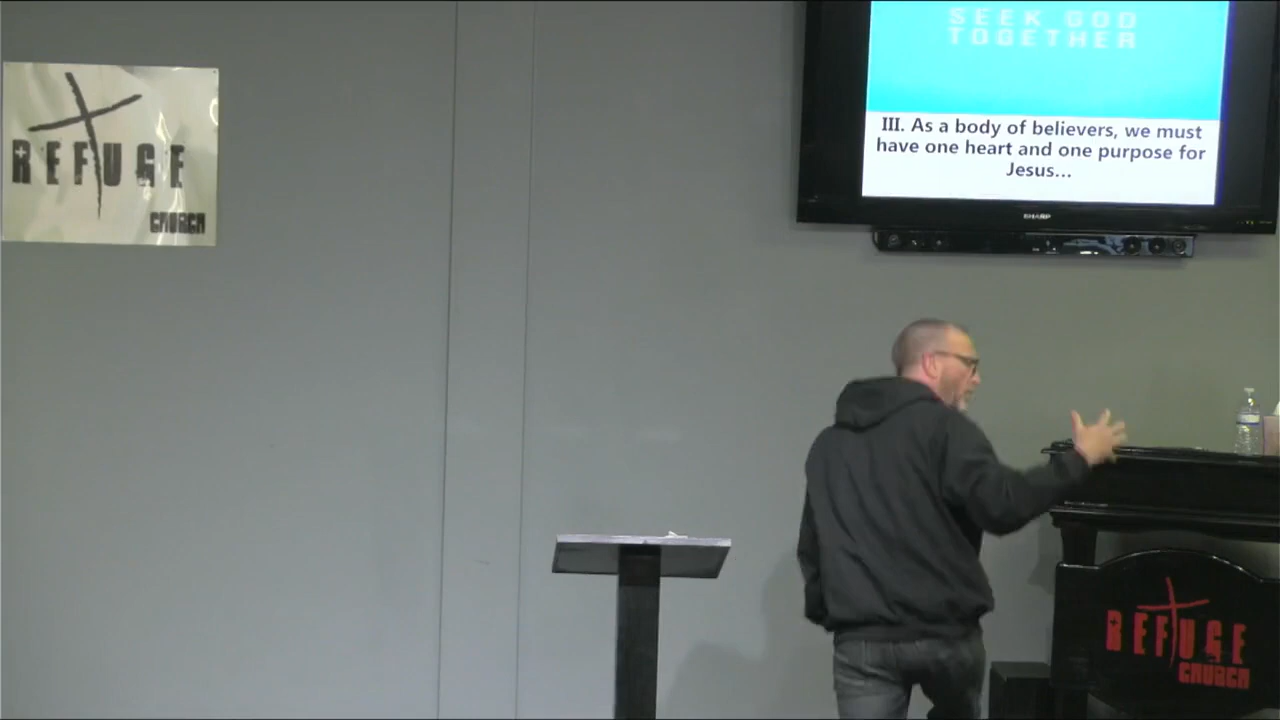 REFUGE
CHURCH
SEEK GOD
TOGETHER
III. As a body of believers, we must
have one heart and one purpose for
Jesus...
SHARP
REFUGE
CHURCH